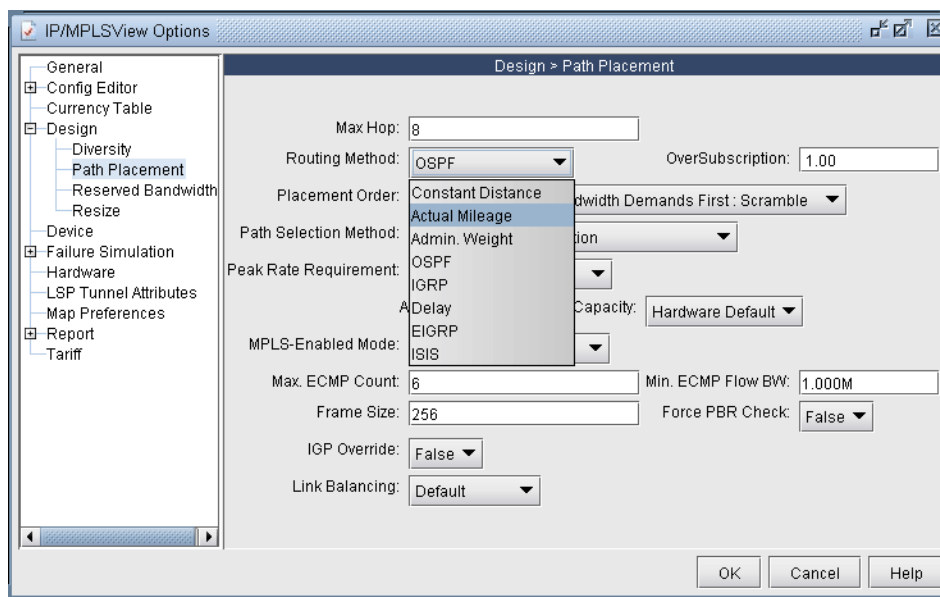 IP/MPLSView Options
General
Config Editor
Currency Table
Design
Diversity
Path Placement
Reserved Bandwidth
Resize
Device
Failure Simulation
Hardware
LSP Tunnel Attributes
Map Preferences
Report
Tariff
Design > Path Placement
Max Hop: 8
Routing Method: OSPF OverSubscription: 1.00
Constant Distance
Actual Mileage
Admin. Weight
OSPF
IGRP
Delay
EIGRP
ISIS
Placement Order: dwidth Demands First : Scramble
Path Selection Method: tion
Peak Rate Requirement:
A Capacity: Hardware Default
MPLS-Enabled Mode:
Max. ECMP Count: 6 Min. ECMP Flow BW: 1.000M
Frame Size: 256 Force PBR Check: False
IGP Override: False
Link Balancing: Default
OK Cancel Help